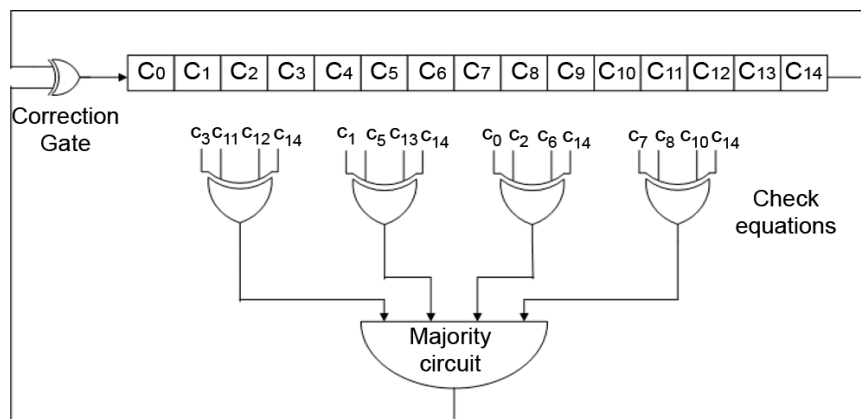 C0 C1 C2 C3 C4 C5 C6 C7 C8 C9 C10 C11 C12 C13 C14
Correction
Gate
c3 c11 c12 c14 c1 c5 c13 c14 c0 c2 c6 c14 c7 c8 c10 c14
Check
equations
Majority
circuit